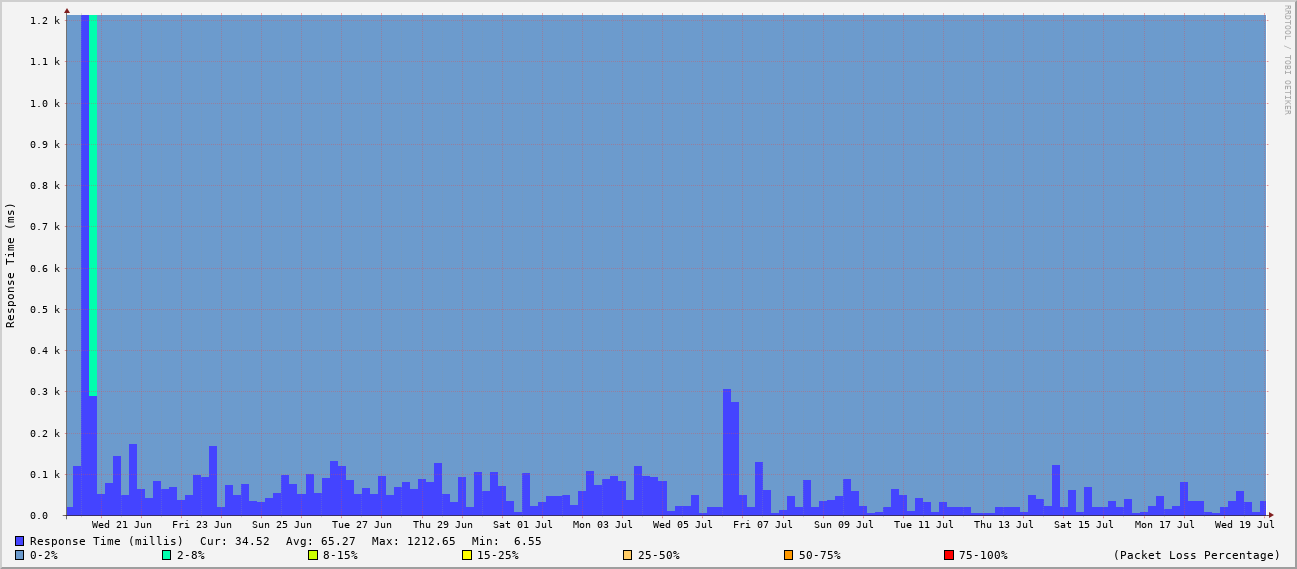 RRDTOOL / TOBI OETIKER
Response Time (ms)
1.2 k
1.1 k
1.0 k
0.9 k
0.8 k
0.7 k
0.6 k
0.5 k
0.4 k
0.3 k
0.2 k
0.1 k
0.0
Wed 21 Jun Fri 23 Jun Sun 25 Jun Tue 27 Jun Thu 29 Jun Sat 01 Jul Mon 03 Jul Wed 05 Jul Fri 07 Jul Sun 09 Jul Tue 11 Jul Thu 13 Jul Sat 15 Jul Mon 17 Jul Wed 19 Jul
Response Time (millis) Cur: 34.52 Avg: 65.27 Max: 1212.65 Min: 6.55
0-2% 2-8% 8-15% 15-25% 25-50% 50-75% 75-100% (Packet Loss Percentage)